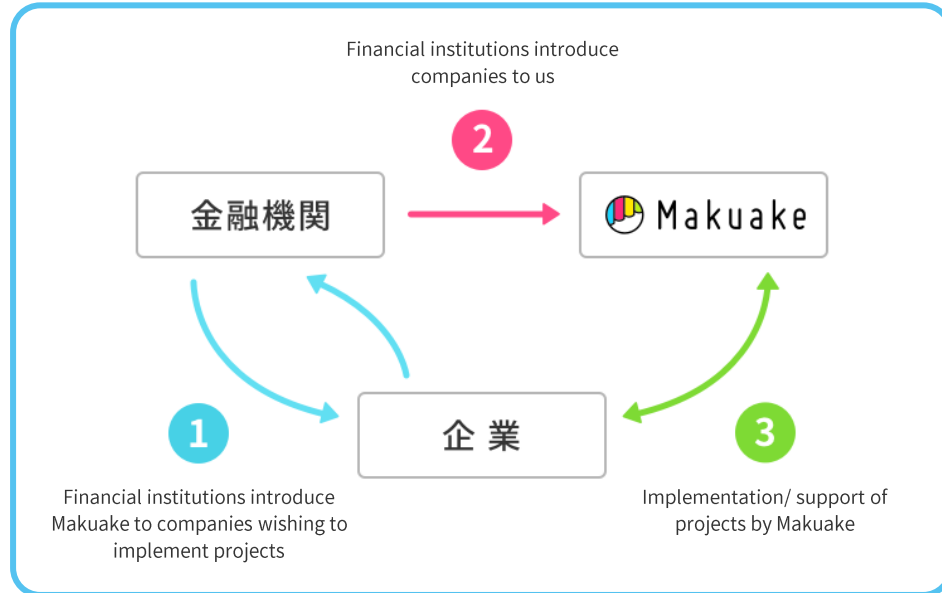 Financial institutions introduce
companies to us
2
金融機関
Makuake
企業
1
3
Financial institutions introduce
Makuake to companies wishing to
implement projects
Implementation/ support of
projects by Makuake